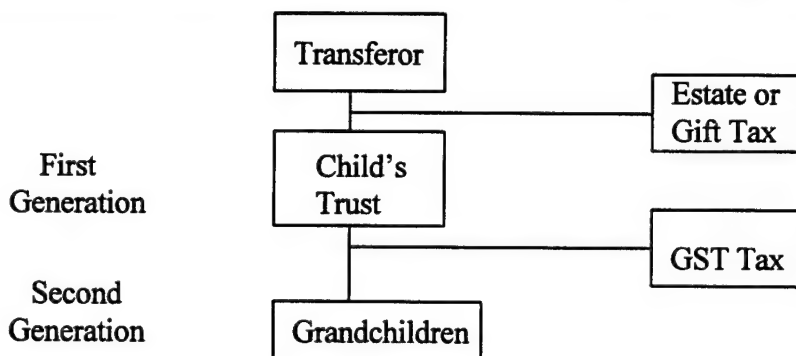 Transferor
Estate or
Gift Tax
First
Generation
Child's
Trust
GST Tax
Second
Generation
Grandchildren